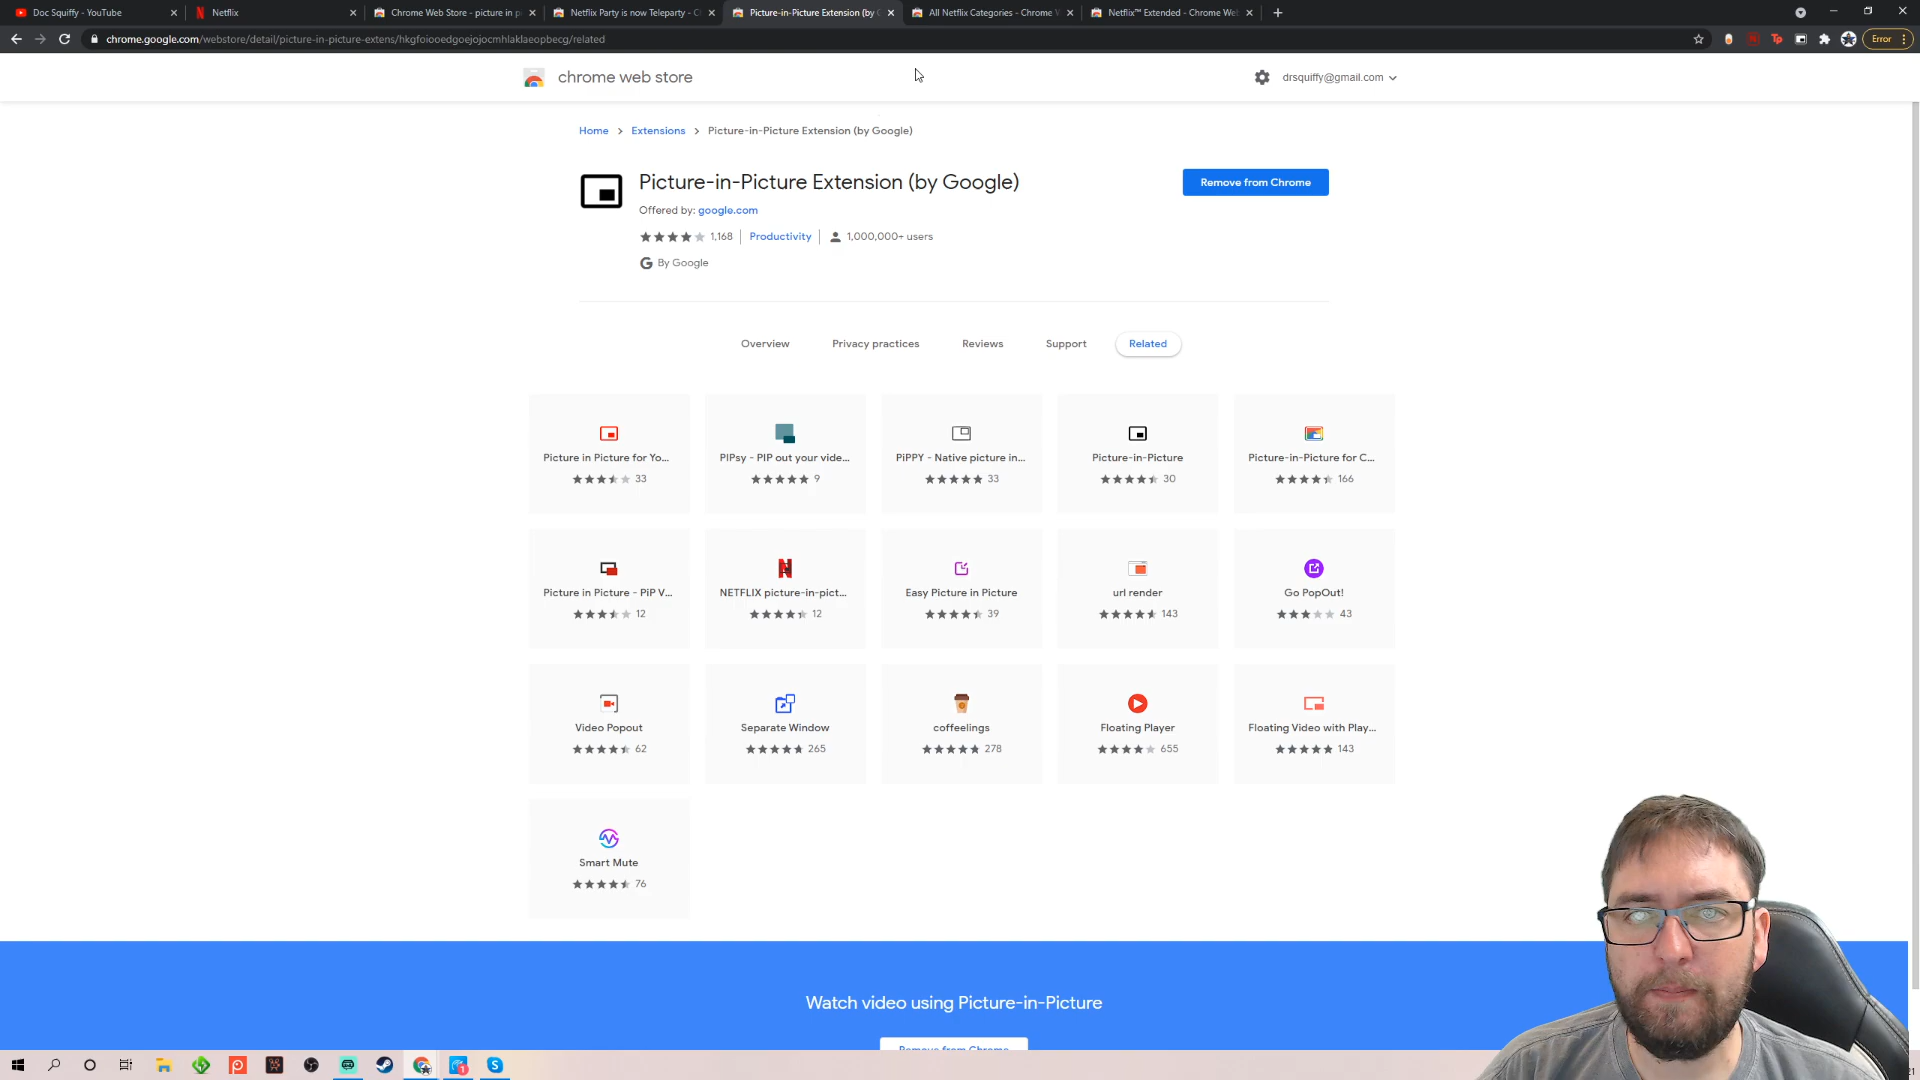 Doc Squiffy - YouTube
Netflix
Chrome Web Store - picture in p
Netflix Party is now Teleparty - C
Picture-in-Picture Extension (by G
All Netflix Categories - Chrome W
Netflix™ Extended - Chrome Web
chrome.google.com/webstore/detail/picture-in-picture-extens/hkgfoiooedgoejojocmhlaklaeopbecg/related
Error
chrome web store
drsquiffy@gmail.com
Home > Extensions > Picture-in-Picture Extension (by Google)
Picture-in-Picture Extension (by Google)
Remove from Chrome
Offered by: google.com
1,168 Productivity 1,000,000+ users
By Google
Overview Privacy practices Reviews Support Related
Picture in Picture for Yo... PIPsy - PIP out your vide... PiPPY - Native picture in... Picture-in-Picture Picture-in-Picture for C...
33 9 33 30 166
Picture in Picture - PiP V... NETFLIX picture-in-pict... Easy Picture in Picture url render Go PopOut!
12 12 39 143 43
Video Popout Separate Window coffeelings Floating Player Floating Video with Play...
62 265 278 655 143
Smart Mute
76
Watch video using Picture-in-Picture
Remove from Chrome